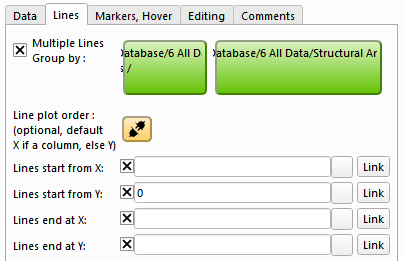 Data Lines Markers, Hover Editing Comments
Multiple Lines
Group by :
Database/6 All D
s /
Database/6 All Data/Structural Ar
Line plot order :
(optional, default
X if a column, else Y)
Lines start from X: Link
Lines start from Y: 0 Link
Lines end at X: Link
Lines end at Y: Link